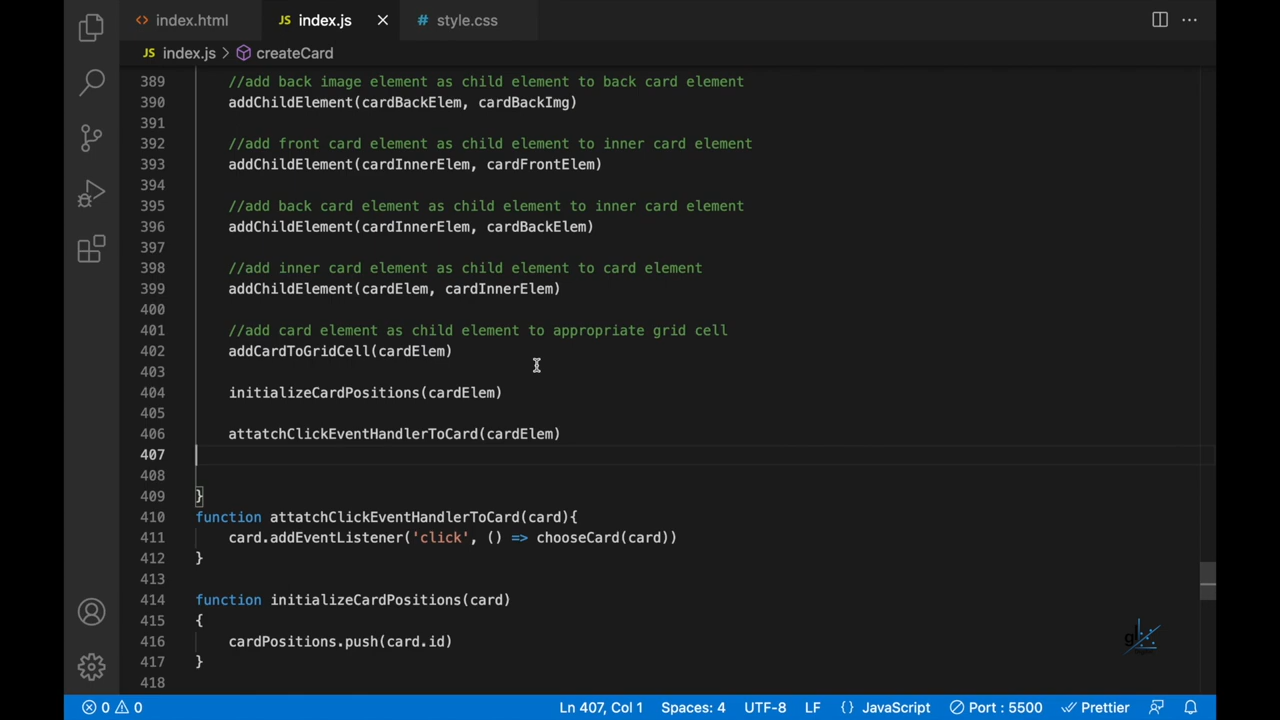 index.html
JS index.js
# style.css
JS index.js > createCard
389 //add back image element as child element to back card element
390 addChildElement(cardBackElem, cardBackImg)
391
392 //add front card element as child element to inner card element
393 addChildElement(cardInnerElem, cardFrontElem)
394
395 //add back card element as child element to inner card element
396 addChildElement(cardInnerElem, cardBackElem)
397
398 //add inner card element as child element to card element
399 addChildElement(cardElem, cardInnerElem)
400
401 //add card element as child element to appropriate grid cell
402 addCardToGridCell(cardElem)
403
404 initializeCardPositions(cardElem)
405
406 attatchClickEventHandlerToCard(cardElem)
407
408
409 }
410 function attatchClickEventHandlerToCard(card){
411 card.addEventListener('click', () => chooseCard(card))
412 }
413
414 function initializeCardPositions(card)
415 {
416 cardPositions.push(card.id)
417 }
418
0 0 Ln 407, Col 1 Spaces: 4 UTF-8 LF {} JavaScript Port : 5500 Prettier